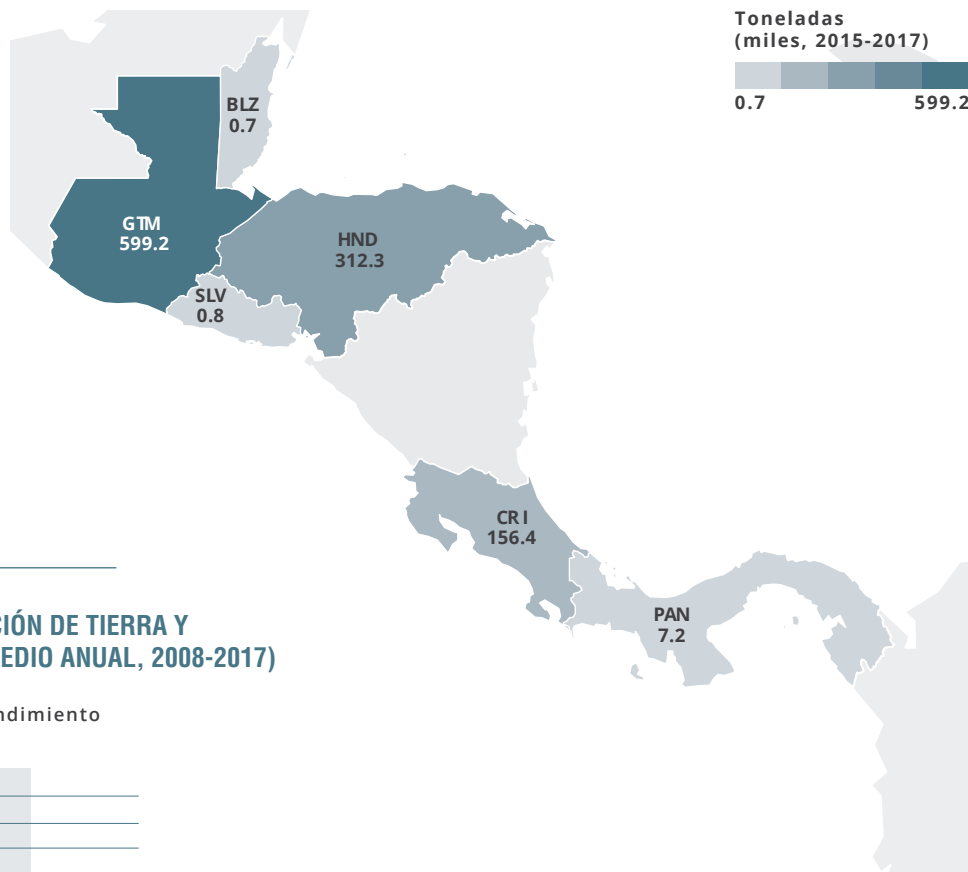 Toneladas
(miles, 2015-2017)
0.7 599.2
BLZ
0.7
GTM
599.2
HND
312.3
SLV
0.8
CRI
156.4
PAN
7.2
CIÓN DE TIERRA Y
EDIO ANUAL, 2008-2017)
ndimiento